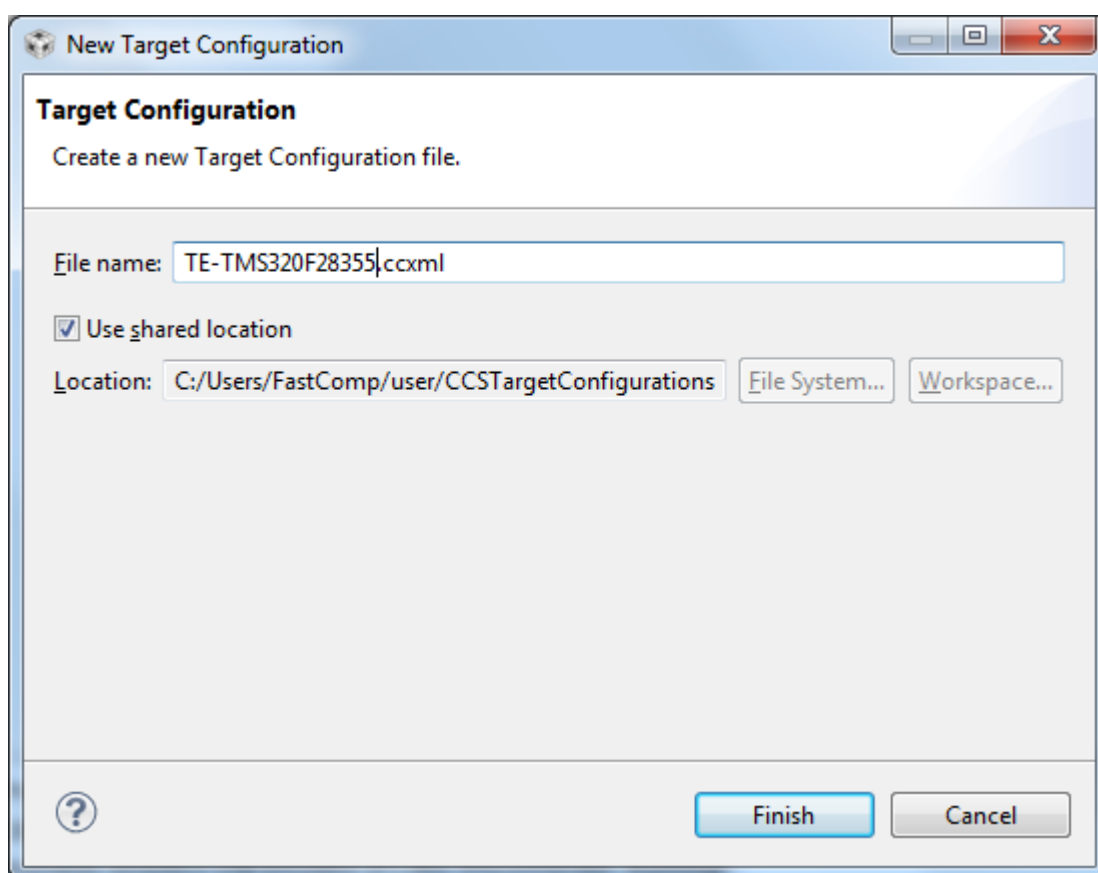 New Target Configuration
Target Configuration
Create a new Target Configuration file.
File name: TE-TMS320F28355.ccxml
Use shared location
Location: C:/Users/FastComp/user/CCSTargetConfigurations File System... Workspace...
? Finish Cancel